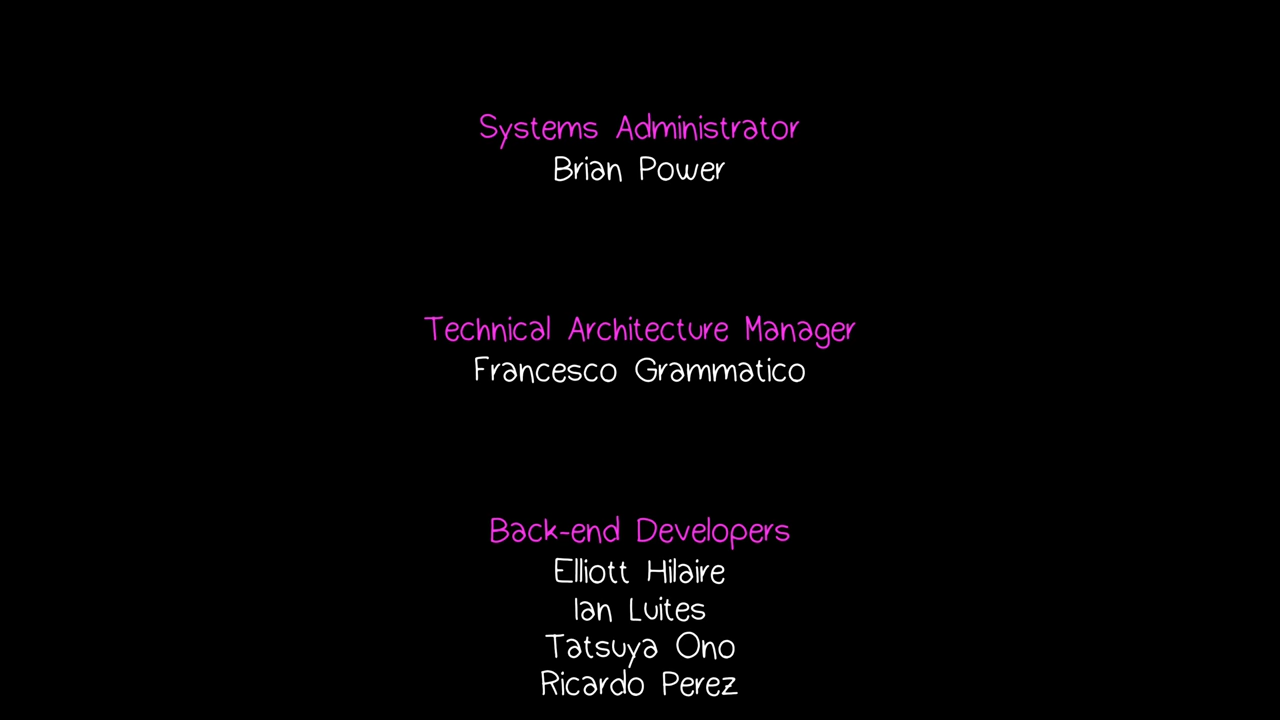 Systems Administrator
Brian Power
Technical Architecture Manager
Francesco Grammatico
Back-end Developers
Elliott Hilaire
Ian Luites
Tatsuya Ono
Ricardo Perez